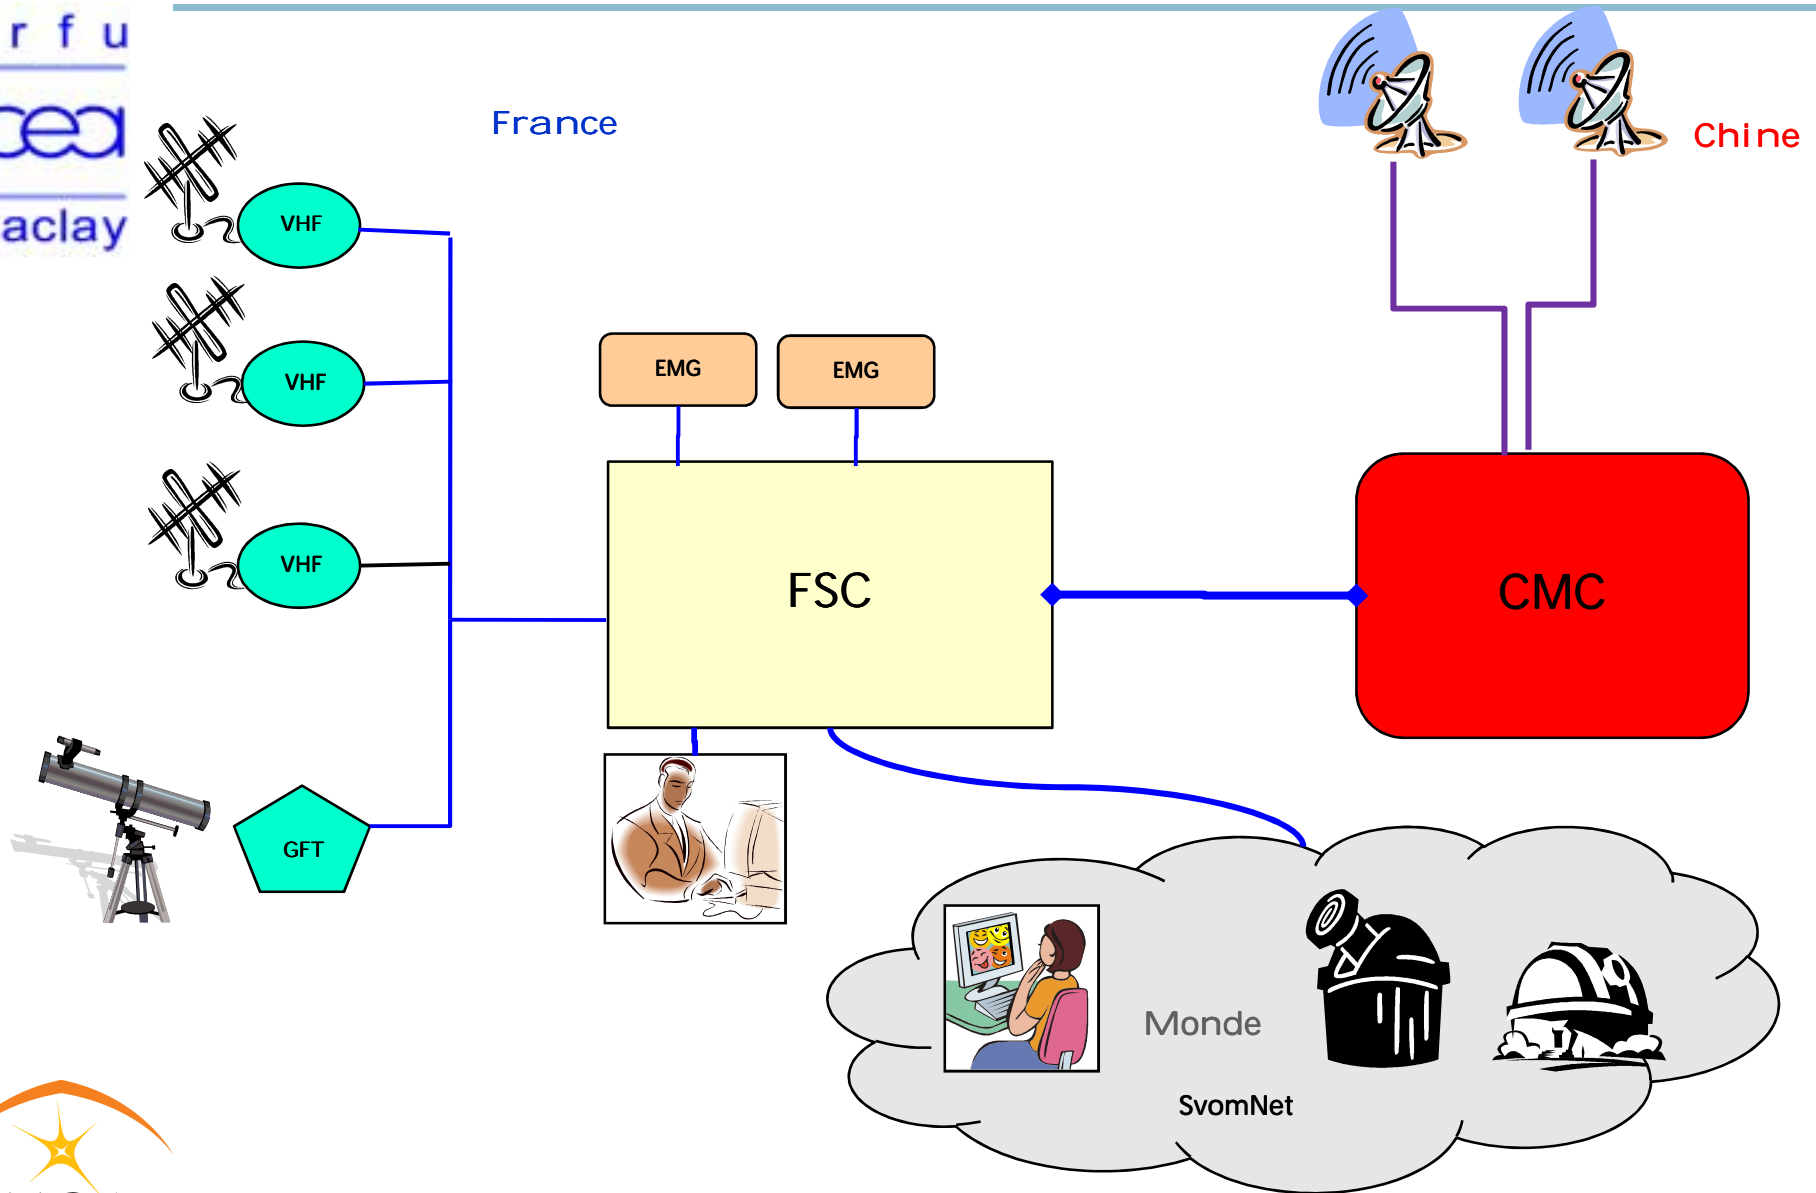 r f u
cea
aclay
France
Chine
VHF
VHF
EMG
EMG
VHF
FSC
CMC
GFT
Monde
SvomNet